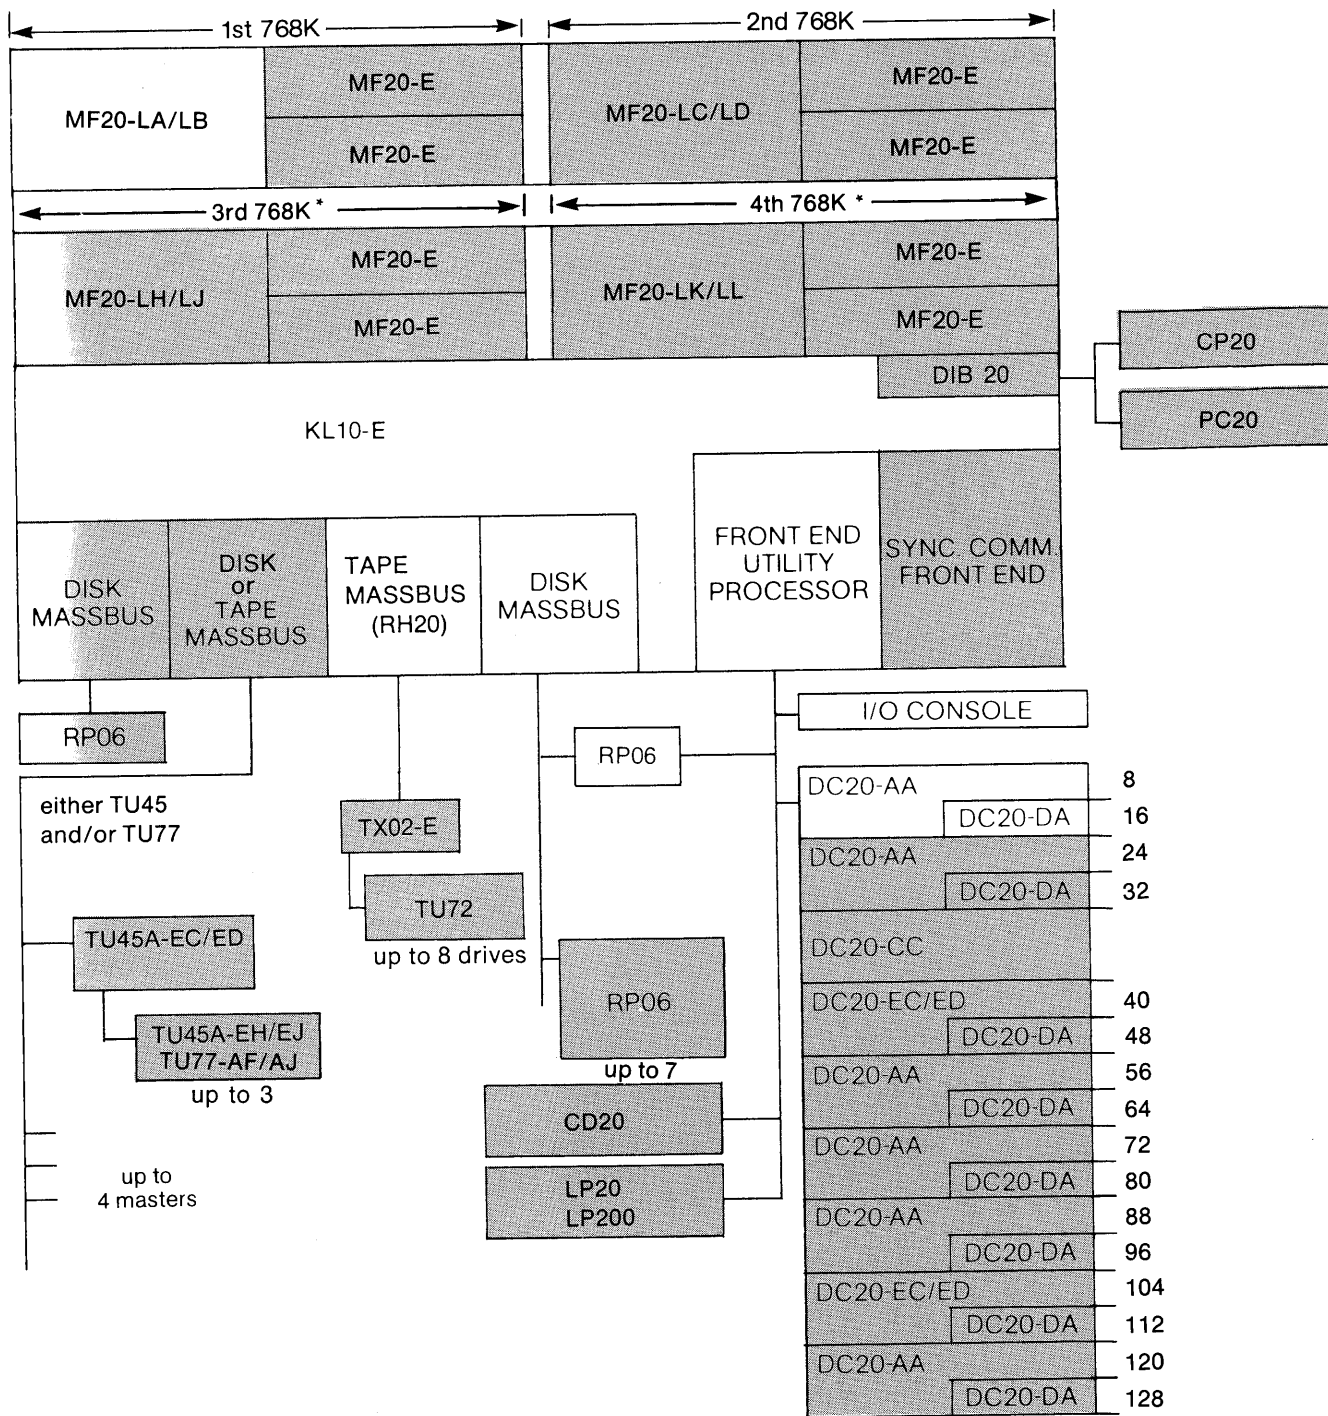 1st 768K
2nd 768K
MF20-LA/LB
MF20-E
MF20-E
MF20-LC/LD
MF20-E
MF20-E
3rd 768K *
4th 768K *
MF20-LH/LJ
MF20-E
MF20-E
MF20-LK/LL
MF20-E
MF20-E
DIB 20
CP20
PC20
KL10-E
DISK
MASSBUS
DISK
or
TAPE
MASSBUS
TAPE
MASSBUS
(RH20)
DISK
MASSBUS
FRONT END
UTILITY
PROCESSOR
SYNC. COMM.
FRONT END
RP06
either TU45
and/or TU77
TU45A-EC/ED
TU45A-EH/EJ
TU77-AF/AJ
up to 3
up to
4 masters
TX02-E
TU72
up to 8 drives
RP06
RP06
up to 7
CD20
LP20
LP200
I/O CONSOLE
DC20-AA 8
DC20-DA 16
DC20-AA 24
DC20-DA 32
DC20-CC
DC20-EC/ED 40
DC20-DA 48
DC20-AA 56
DC20-DA 64
DC20-AA 72
DC20-DA 80
DC20-AA 88
DC20-DA 96
DC20-EC/ED 104
DC20-DA 112
DC20-AA 120
DC20-DA 128